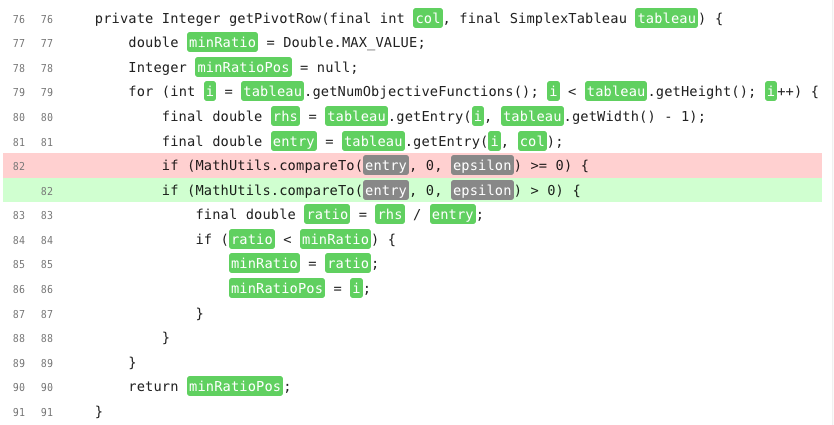 76 76 private Integer getPivotRow(final int col, final SimplexTableau tableau) {
77 77 double minRatio = Double.MAX_VALUE;
78 78 Integer minRatioPos = null;
79 79 for (int i = tableau.getNumObjectiveFunctions(); i < tableau.getHeight(); i++) {
80 80 final double rhs = tableau.getEntry(i, tableau.getWidth() - 1);
81 81 final double entry = tableau.getEntry(i, col);
82 if (MathUtils.compareTo(entry, 0, epsilon) >= 0) {
82 if (MathUtils.compareTo(entry, 0, epsilon) > 0) {
83 83 final double ratio = rhs / entry;
84 84 if (ratio < minRatio) {
85 85 minRatio = ratio;
86 86 minRatioPos = i;
87 87 }
88 88 }
89 89 }
90 90 return minRatioPos;
91 91 }